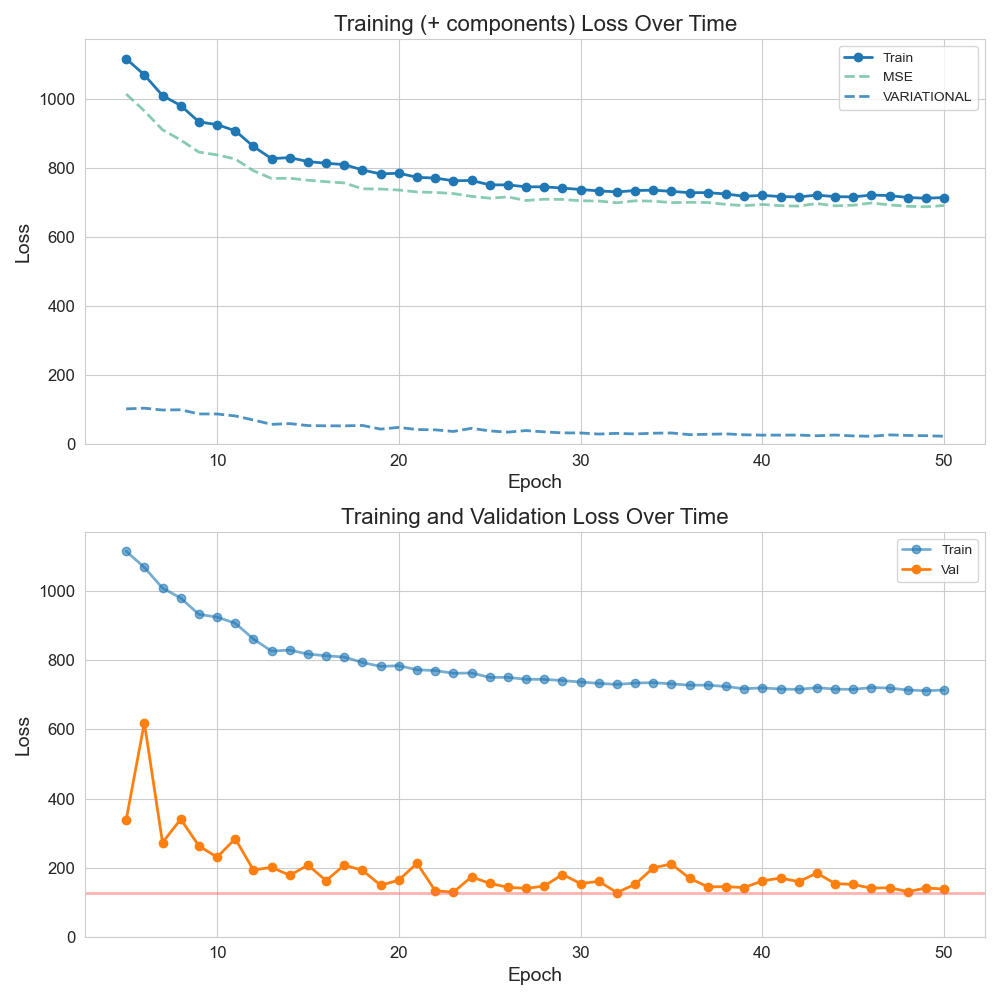 Training (+ components) Loss Over Time
Train
MSE
VARIATIONAL
Loss
1000
800
600
400
200
0
10 20 30 40 50
Epoch
Training and Validation Loss Over Time
Train
Val
Loss
1000
800
600
400
200
0
10 20 30 40 50
Epoch